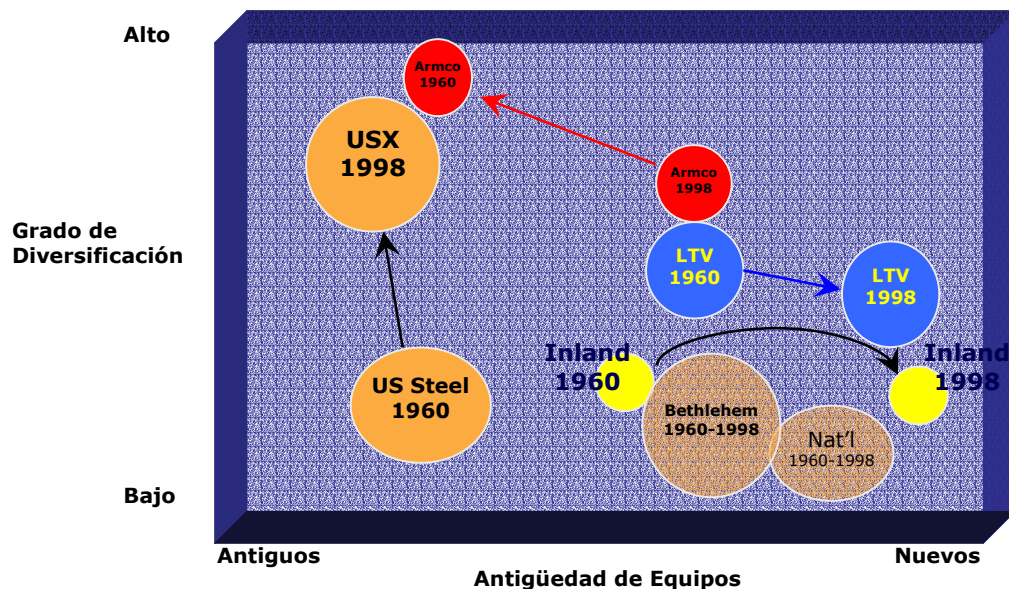 Alto
Armco
1960
USX
1998
Armco
1998
Grado de
Diversificación
LTV
1960
LTV
1998
Inland
1960
Inland
1998
US Steel
1960
Bethlehem
1960-1998
Nat'l
1960-1998
Bajo
Antiguos
Nuevos
Antigüedad de Equipos